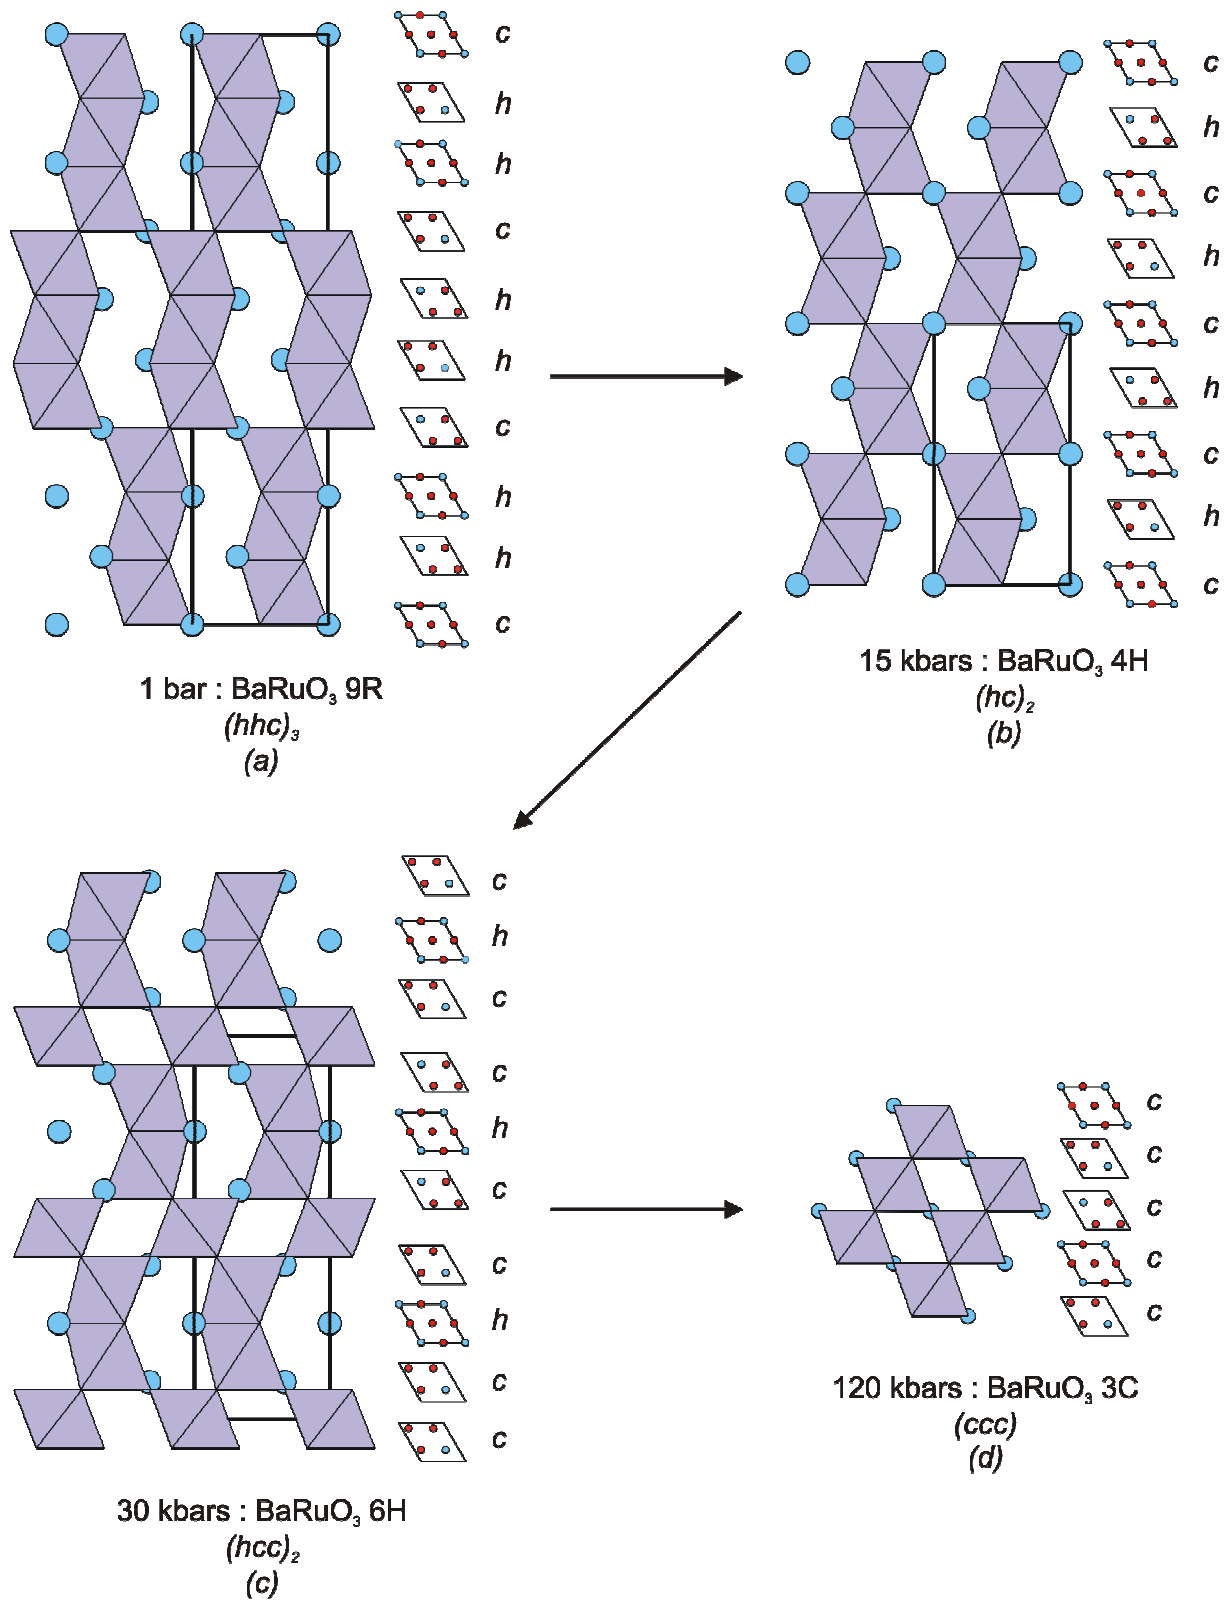 c
h
h
c
h
h
c
h
h
c
1 bar : BaRuO₃ 9R
(hhc)₃
(a)
c
h
c
h
c
h
c
h
c
15 kbars : BaRuO₃ 4H
(hc)₂
(b)
c
h
c
c
h
c
c
h
c
c
30 kbars : BaRuO₃ 6H
(hcc)₂
(c)
c
c
c
c
c
120 kbars : BaRuO₃ 3C
(ccc)
(d)